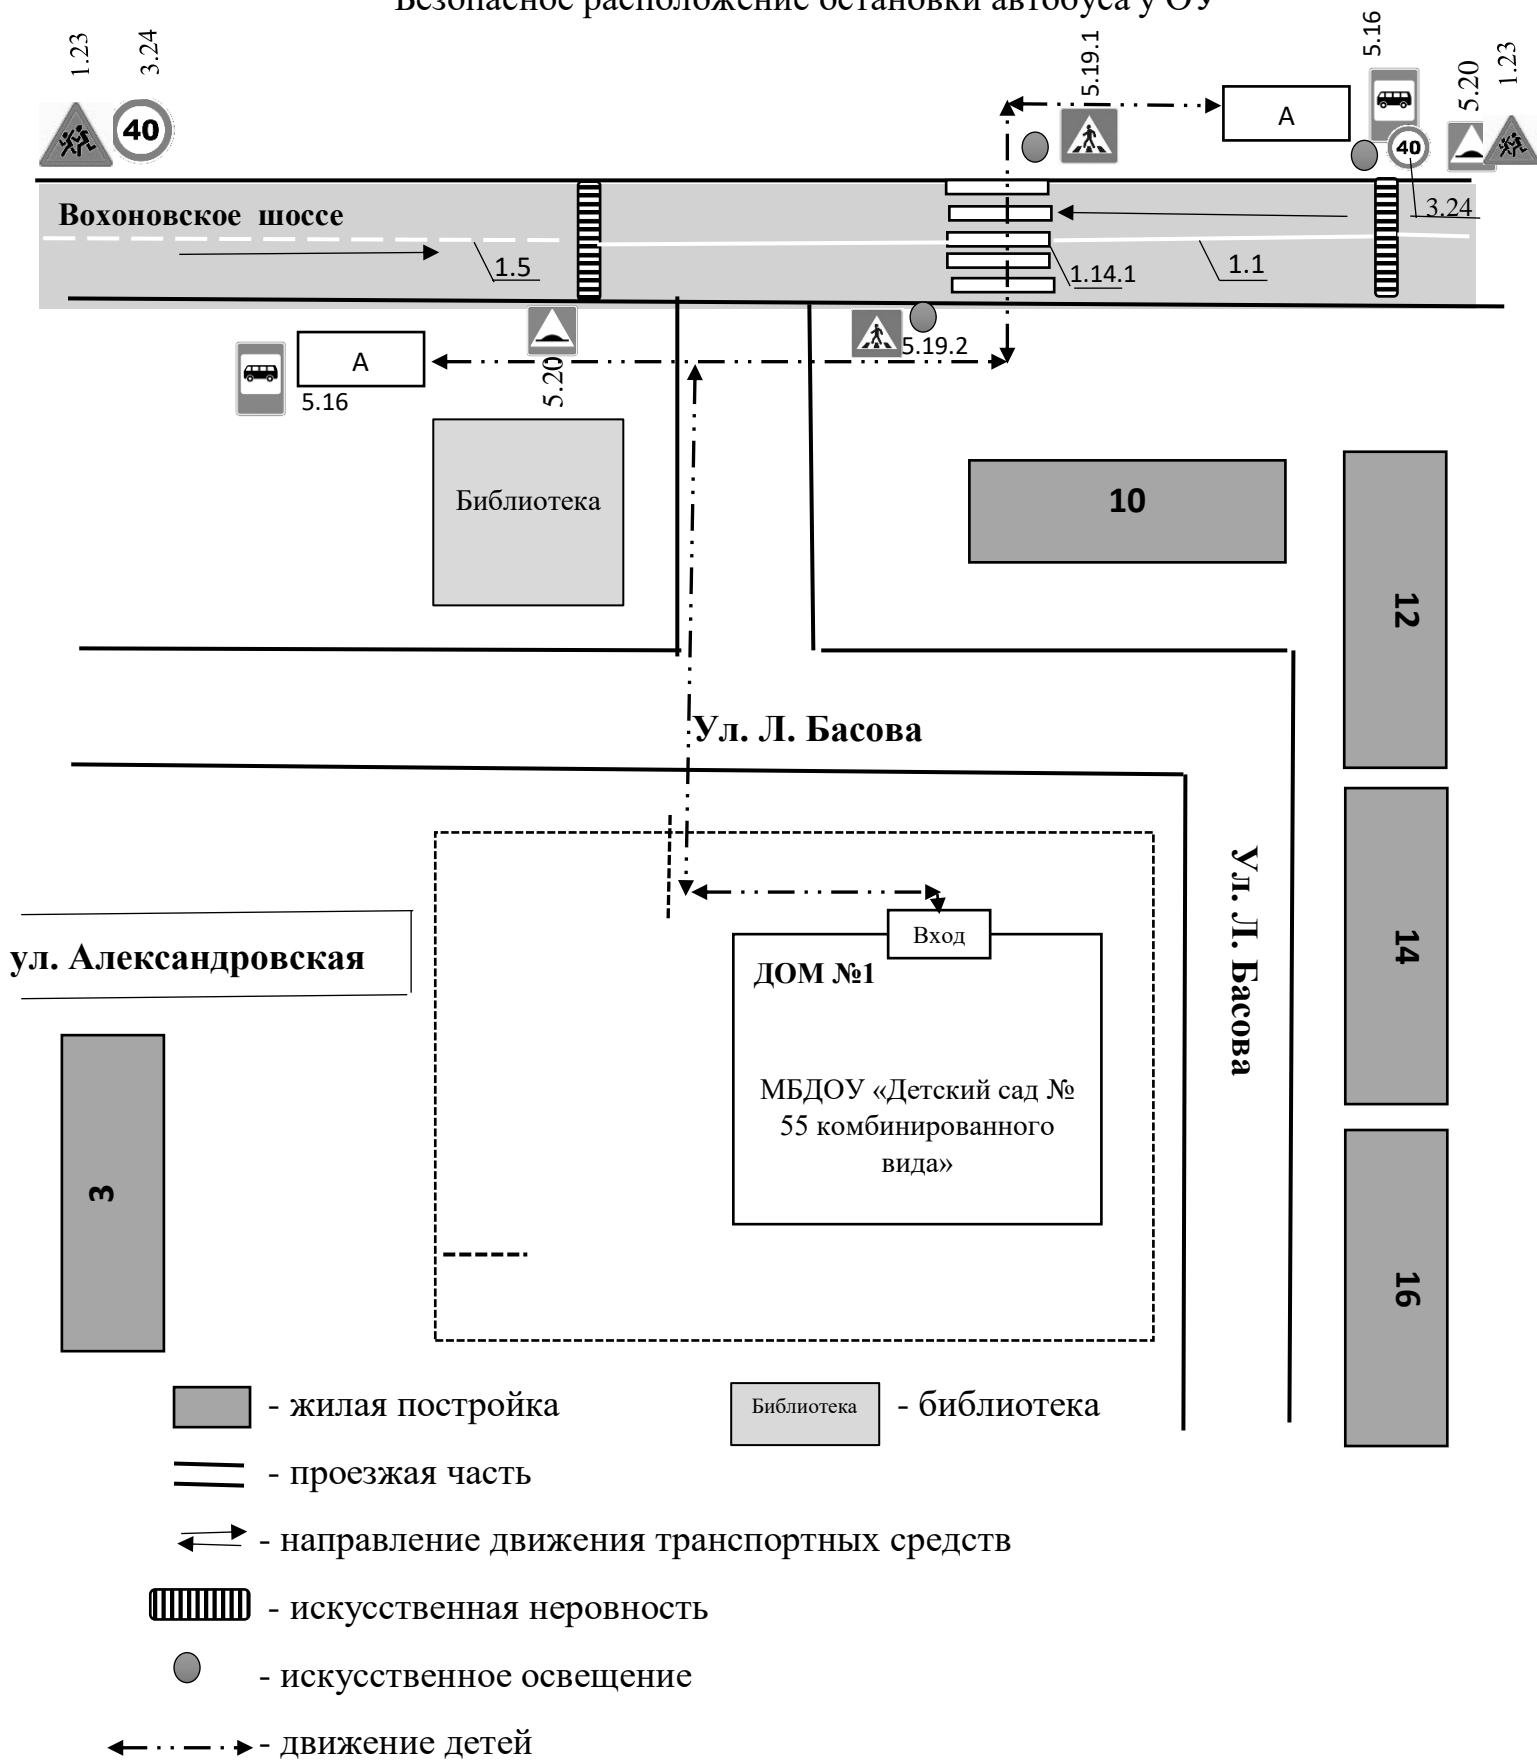 Безопасное расположение остановки автобуса у ОУ
1.23
3.24
5.19.1
5.16
5.20
1.23
40
А
40
Вохоновское шоссе
3.24
1.5
1.14.1
1.1
А
5.16
5.20
5.19.2
Библиотека
10
12
Ул. Л. Басова
14
Ул. Л. Басова
Вход
ул. Александровская
ДОМ №1
МБДОУ «Детский сад №
55 комбинированного
вида»
3
16
- жилая постройка
Библиотека
- библиотека
- проезжая часть
- направление движения транспортных средств
- искусственная неровность
- искусственное освещение
- движение детей